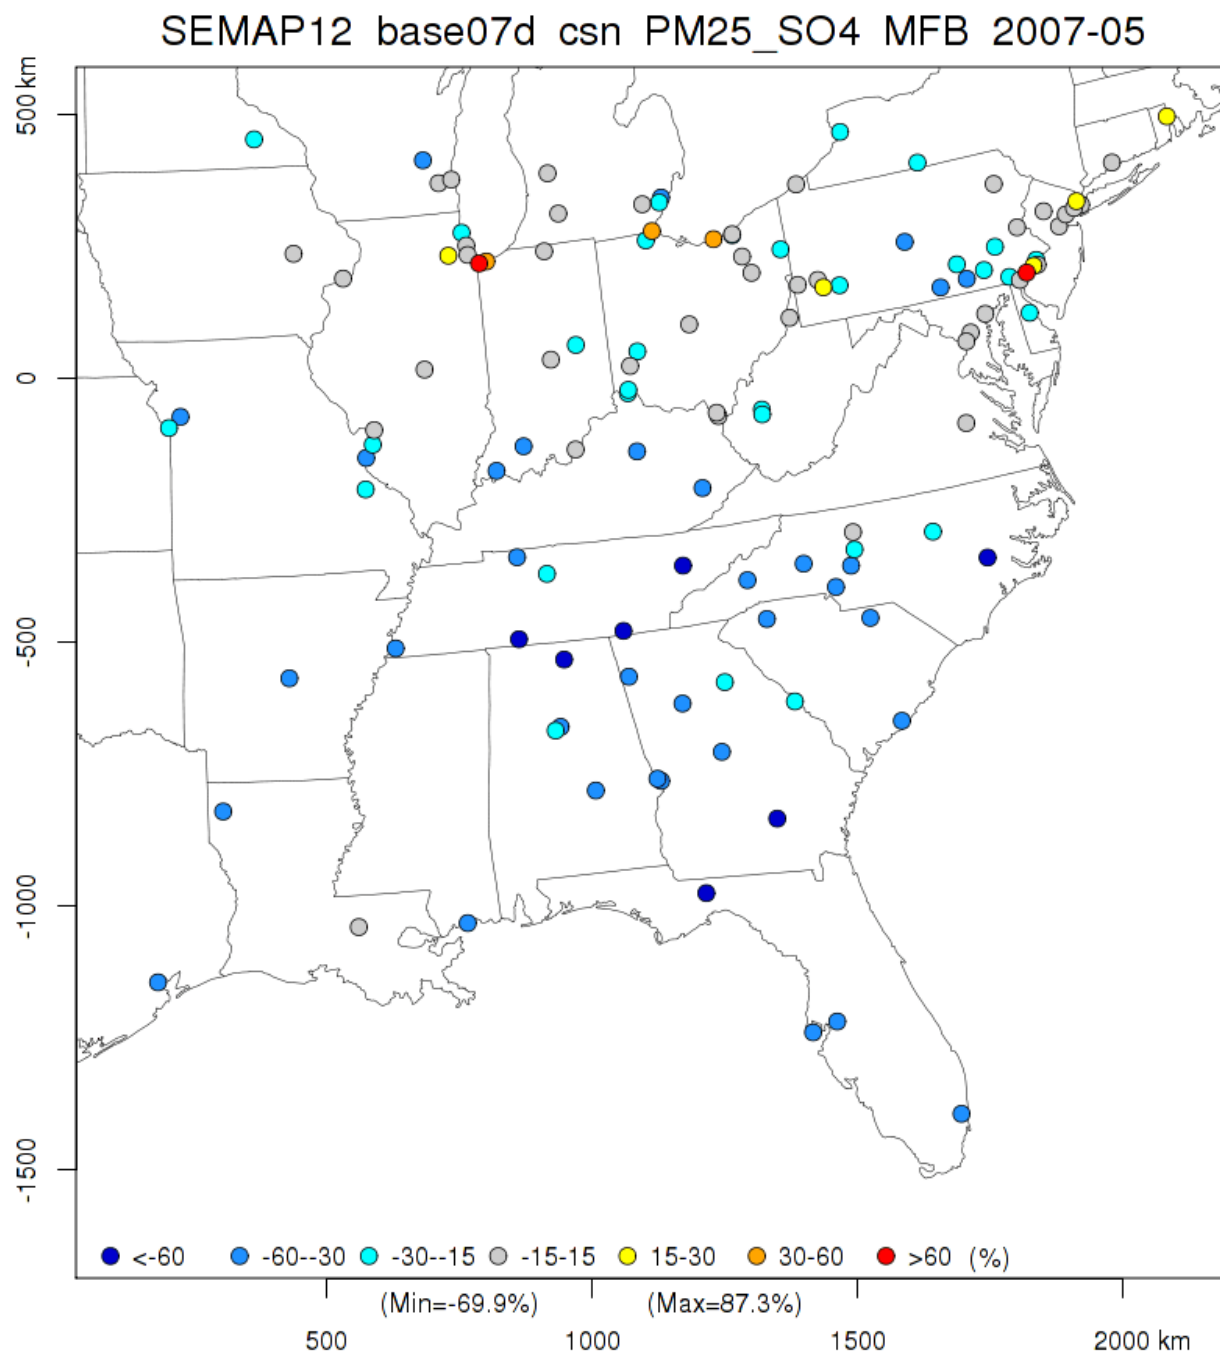 SEMAP12 base07d csn PM25_SO4 MFB 2007-05
500 km
0
-500
-1000
-1500
<-60 -60--30 -30--15 -15-15 15-30 30-60 >60 (%)
(Min=-69.9%) (Max=87.3%)
500 1000 1500 2000 km